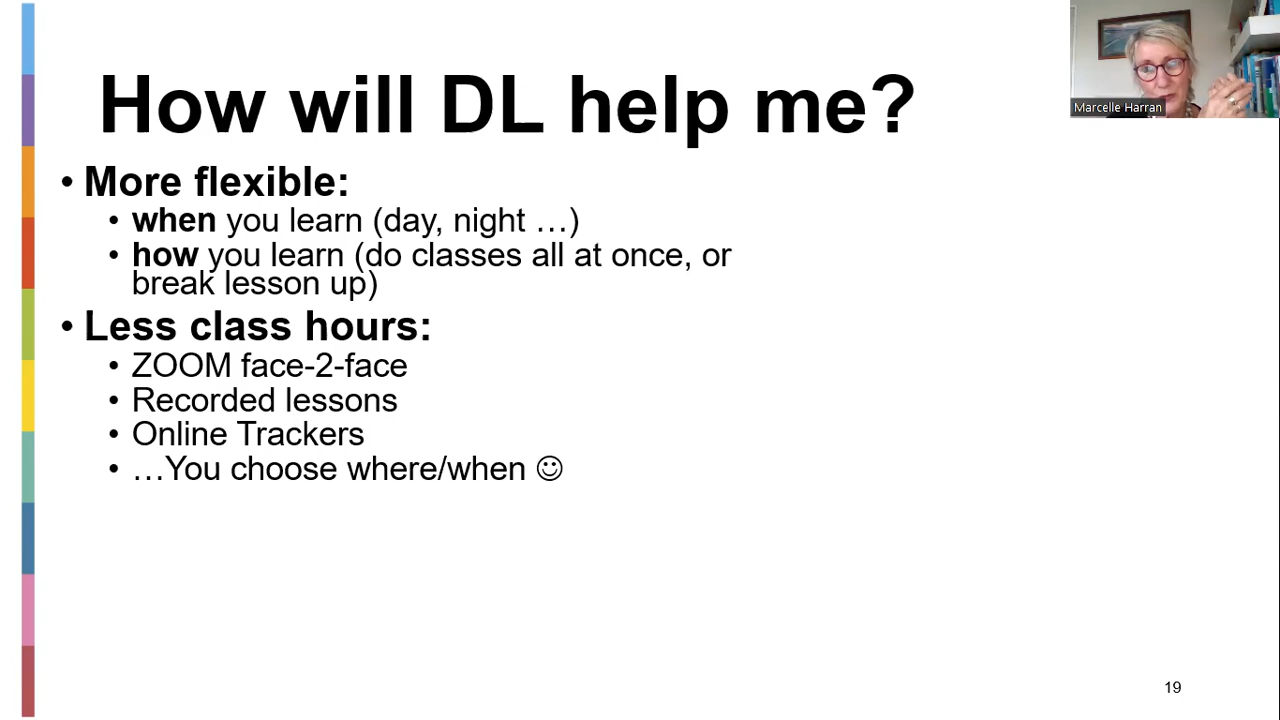 How will DL help me?
• More flexible:
• when you learn (day, night …)
• how you learn (do classes all at once, or
break lesson up)
• Less class hours:
• ZOOM face-2-face
• Recorded lessons
• Online Trackers
• …You choose where/when ☺
Marcelle Harran
19